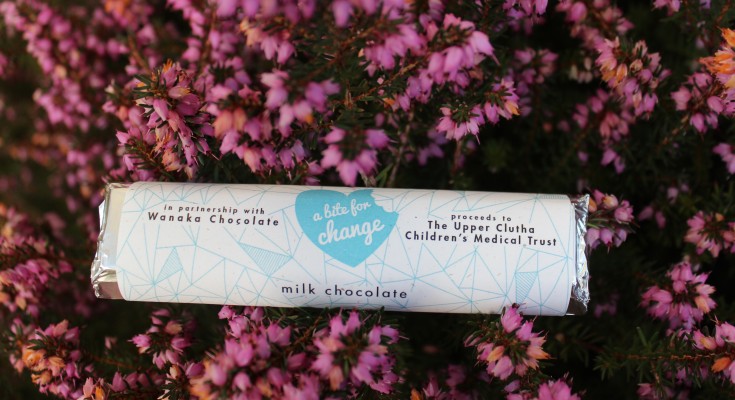 in partnership with
Wanaka Chocolate
a bite for
change
proceeds to
The Upper Clutha
Children's Medical Trust
milk chocolate